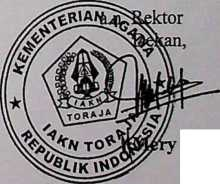 a.n. Rektor
Dekan,
KEMENTERIAN AGAMA
IAKN
TORAJA
IAKN TORAJA
REPUBLIK INDONESIA
Mery